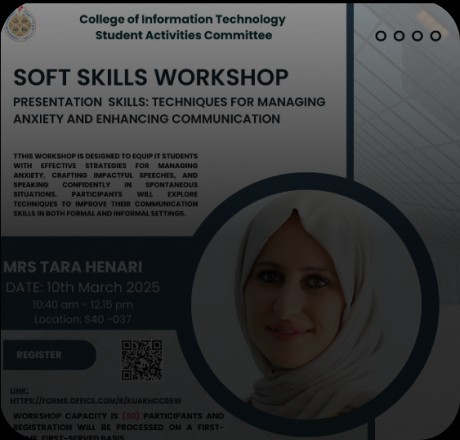 College of Information Technology
Student Activities Committee
SOFT SKILLS WORKSHOP
PRESENTATION SKILLS: TECHNIQUES FOR MANAGING
ANXIETY AND ENHANCING COMMUNICATION
TTHIS WORKSHOP IS DESIGNED TO EQUIP IT STUDENTS
WITH EFFECTIVE STRATEGIES FOR MANAGING
ANXIETY, CRAFTING IMPACTFUL SPEECHES, AND
SPEAKING CONFIDENTLY IN SPONTANEOUS
SITUATIONS. PARTICIPANTS WILL EXPLORE
TECHNIQUES TO IMPROVE THEIR COMMUNICATION
SKILLS IN BOTH FORMAL AND INFORMAL SETTINGS.
MRS TARA HENARI
DATE: 10th March 2025
10:40 am - 12.15 pm
Location: S40 -037
REGISTER
LINK:
HTTPS://FORMS.OFFICE.COM/R/KUAKHCC0EW
WORKSHOP CAPACITY IS (30) PARTICIPANTS AND
REGISTRATION WILL BE PROCESSED ON A FIRST-
COME, FIRST-SERVED BASIS